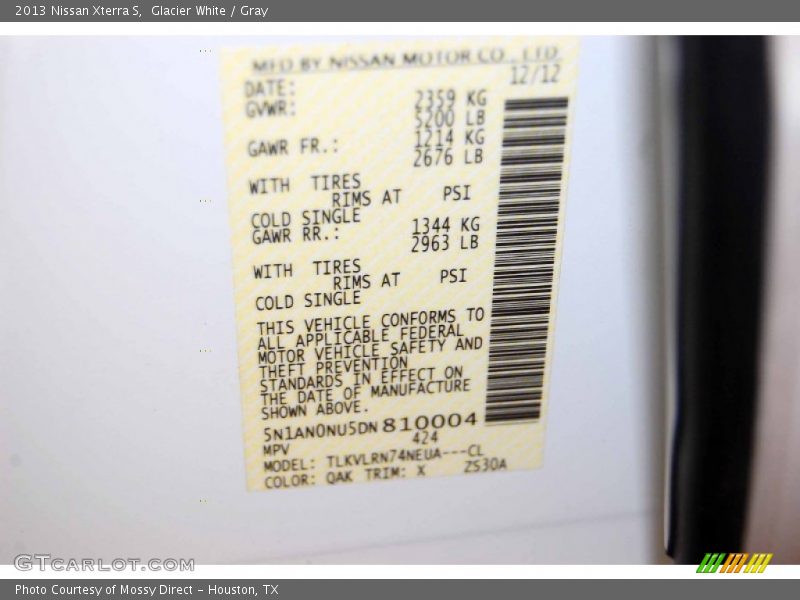 2013 Nissan Xterra S,  Glacier White / Gray
MFD BY NISSAN MOTOR CO., LTD
DATE: 12/12
GVWR: 2359 KG
5200 LB
GAWR FR.: 1214 KG
2676 LB
WITH TIRES
RIMS AT PSI
COLD SINGLE
GAWR RR.: 1344 KG
2963 LB
WITH TIRES
RIMS AT PSI
COLD SINGLE
THIS VEHICLE CONFORMS TO
ALL APPLICABLE FEDERAL
MOTOR VEHICLE SAFETY AND
THEFT PREVENTION
STANDARDS IN EFFECT ON
THE DATE OF MANUFACTURE
SHOWN ABOVE.
5N1AN0NU5DN810004
MPV 424
MODEL: TLKVLRN74NEUA---CL
COLOR: QAK TRIM: X ZS30A
GTCARLOT.COM
Photo Courtesy of Mossy Direct - Houston, TX